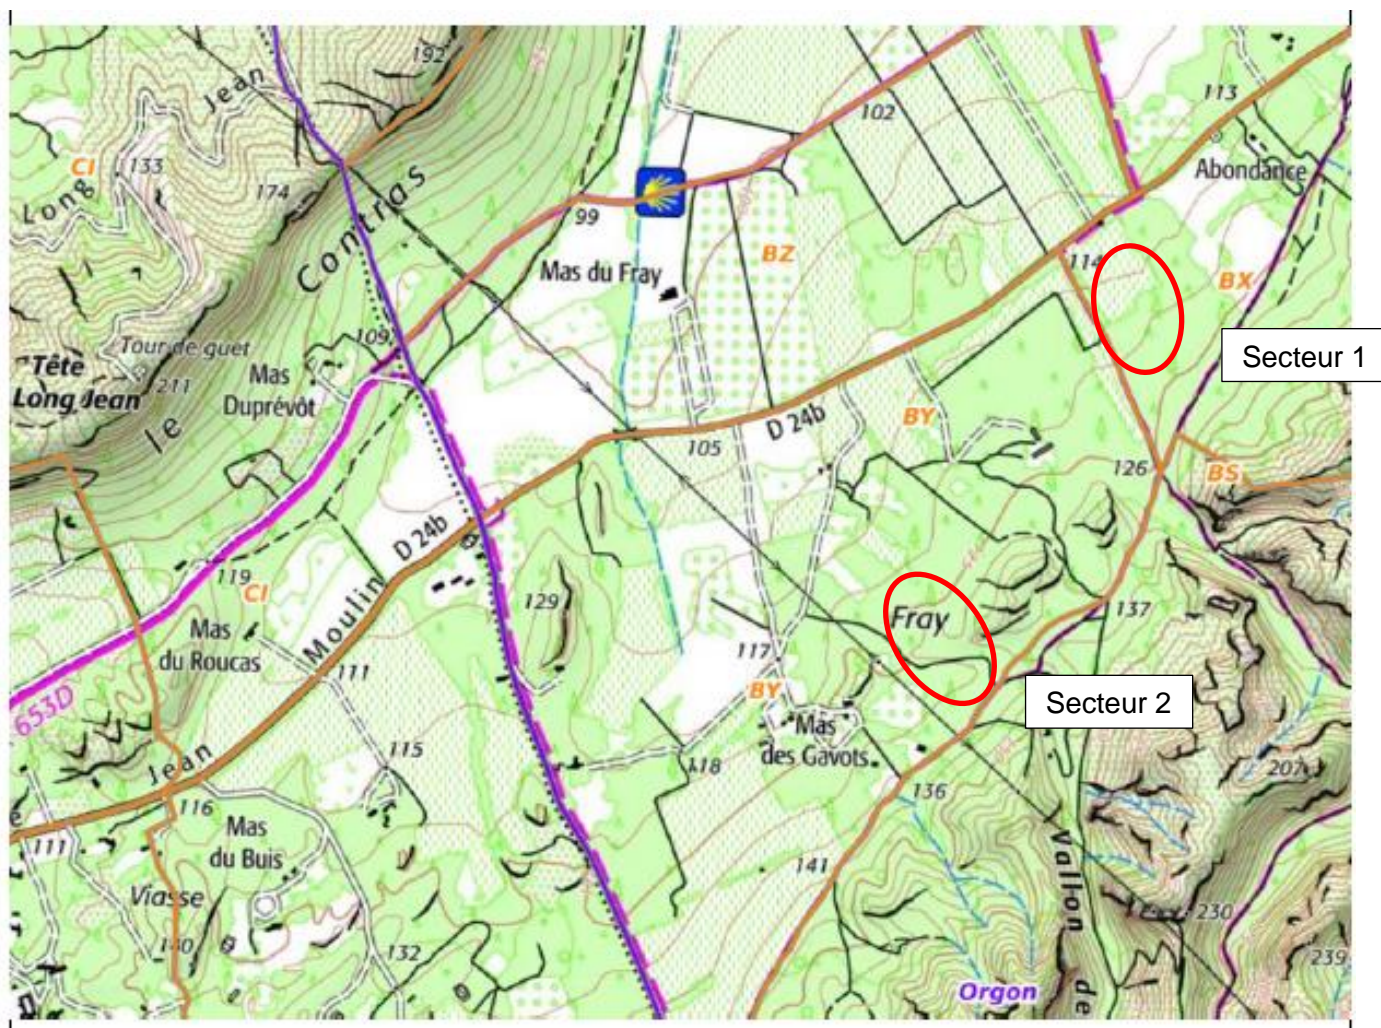 192
Long Jean
CI
133
174
Contras
le
102
113
Abondance
99
Mas du Fray
BZ
114
BX
Secteur 1
109
Tour de guet
Tête
Long Jean
211
Mas
Duprévôt
105
D 24b
BY
126
BS
D 24b
119
CI
Moulin
Jean
129
Fray
137
Mas
du Roucas
111
117
BY
Secteur 2
653D
Mas
des Gavots
115
118
136
207
116
111
Mas
du Buis
141
Vallon de
Viasse
140
132
230
239
Orgon